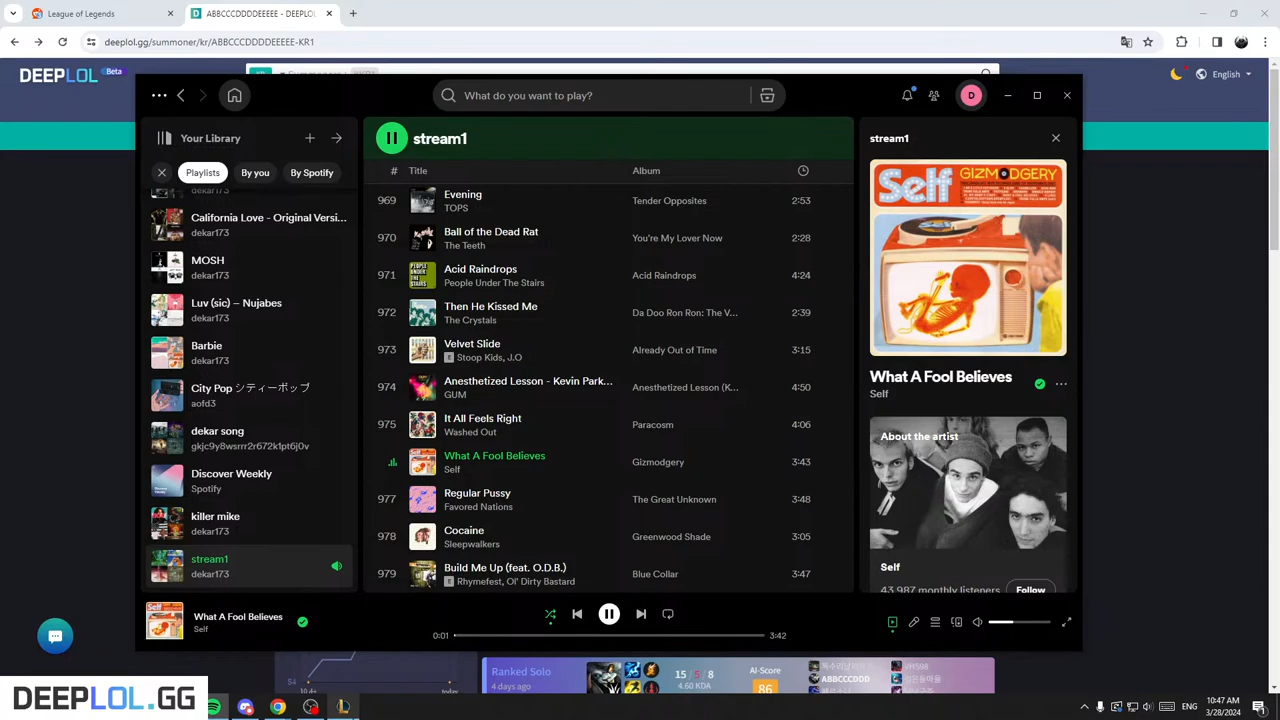 League of Legends
ABBCCCDDDDEEEEE - DEEPLOL
deeplol.gg/summoner/kr/ABBCCCDDDDEEEEE-KR1
DEEPLOL Beta
English
What do you want to play?
D
Your Library
Playlists
By you
By Spotify
dekar173
California Love - Original Versi...
dekar173
MOSH
dekar173
Luv (sic) – Nujabes
dekar173
Barbie
dekar173
City Pop シティーポップ
aofd3
dekar song
gkjc9y8wsrrr2r672k1pt6j0v
Discover Weekly
Spotify
killer mike
dekar173
stream1
dekar173
stream1
# Title Album
969 Evening Tender Opposites 2:53
TOPS
970 Ball of the Dead Rat You're My Lover Now 2:28
The Teeth
971 Acid Raindrops Acid Raindrops 4:24
People Under The Stairs
972 Then He Kissed Me Da Doo Ron Ron: The V... 2:39
The Crystals
973 Velvet Slide Already Out of Time 3:15
E Stoop Kids, J.O
974 Anesthetized Lesson - Kevin Park... Anesthetized Lesson (K... 4:50
GUM
975 It All Feels Right Paracosm 4:06
Washed Out
What A Fool Believes Gizmodgery 3:43
Self
977 Regular Pussy The Great Unknown 3:48
Favored Nations
978 Cocaine Greenwood Shade 3:05
Sleepwalkers
979 Build Me Up (feat. O.D.B.) Blue Collar 3:47
E Rhymefest, Ol' Dirty Bastard
stream1
Self GIZMODGERY
What A Fool Believes
Self
About the artist
Self
43,987 monthly listeners
Follow
What A Fool Believes
Self
0:01
3:42
S4
10.4~
today
Ranked Solo
4 days ago
15 / 5 / 8
4.60 KDA
AI-Score
86
ABBCCCDDD
DEEPLOL.GG
10:47 AM
3/28/2024